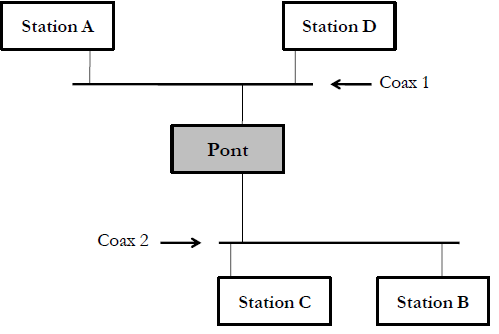 Station A
Station D
Coax 1
Pont
Coax 2
Station C
Station B